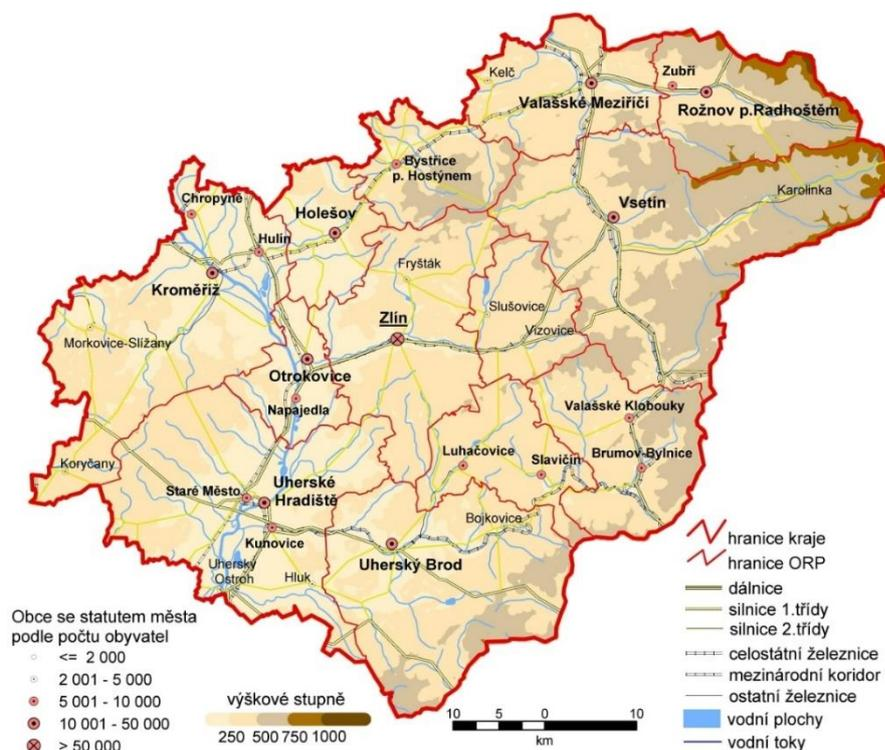 Kelč
Zubří
Valašské Meziříčí
Rožnov p.Radhoštěm
Bystřice
p. Hostýnem
Karolinka
Chropyně
Holešov
Vsetín
Hulín
Fryšták
Kroměříž
Slušovice
Zlín
Vizovice
Morkovice-Slížany
Otrokovice
Napajedla
Valašské Klobouky
Luhačovice
Slavičín
Brumov-Bylnice
Koryčany
Staré Město
Uherské
Hradiště
Bojkovice
Kunovice
Uherský Brod
Uherský
Ostroh
Hluk
hranice kraje
hranice ORP
dálnice
silnice 1.třídy
silnice 2.třídy
celostátní železnice
mezinárodní koridor
ostatní železnice
vodní plochy
vodní toky
Obce se statutem města
podle počtu obyvatel
<= 2 000
2 001 - 5 000
5 001 - 10 000
10 001 - 50 000
> 50 000
výškové stupně
250 500 750 1000
10 5 0 10
km